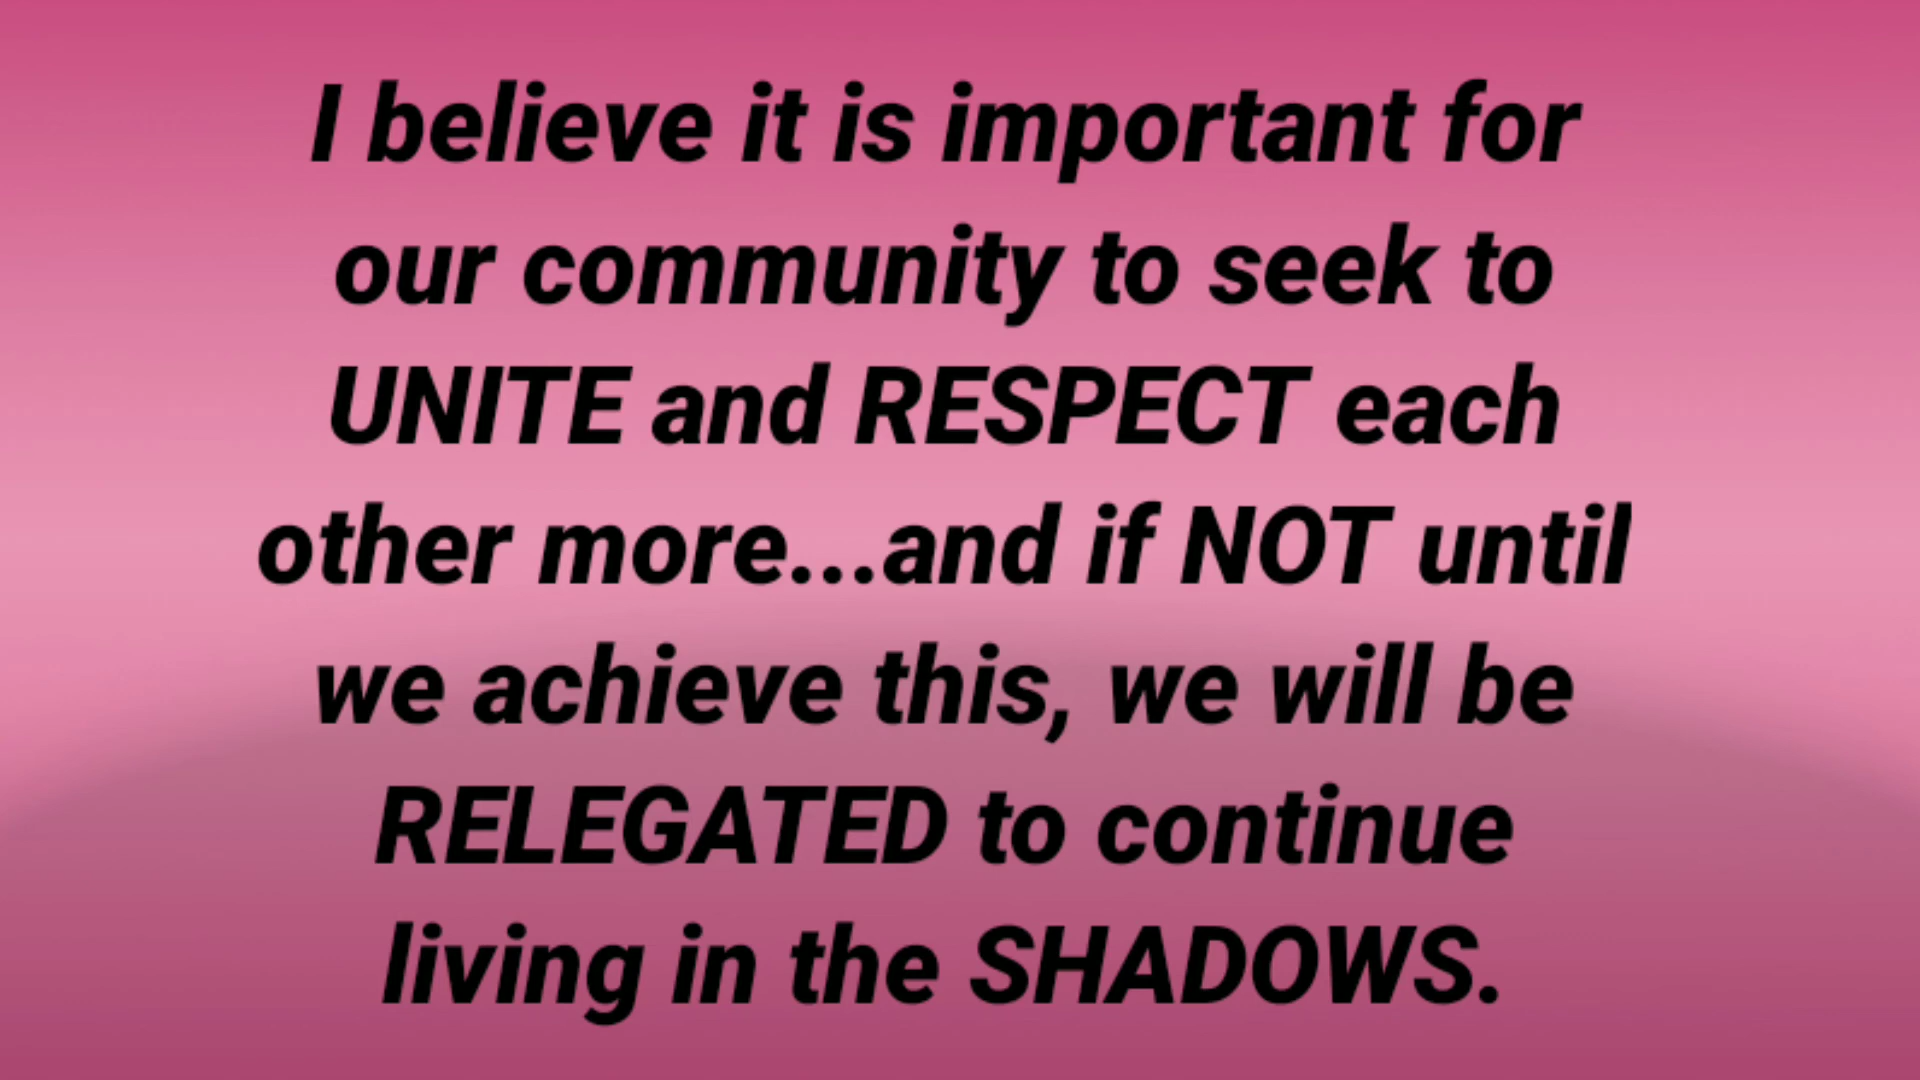 I believe it is important for
our community to seek to
UNITE and RESPECT each
other more...and if NOT until
we achieve this, we will be
RELEGATED to continue
living in the SHADOWS.